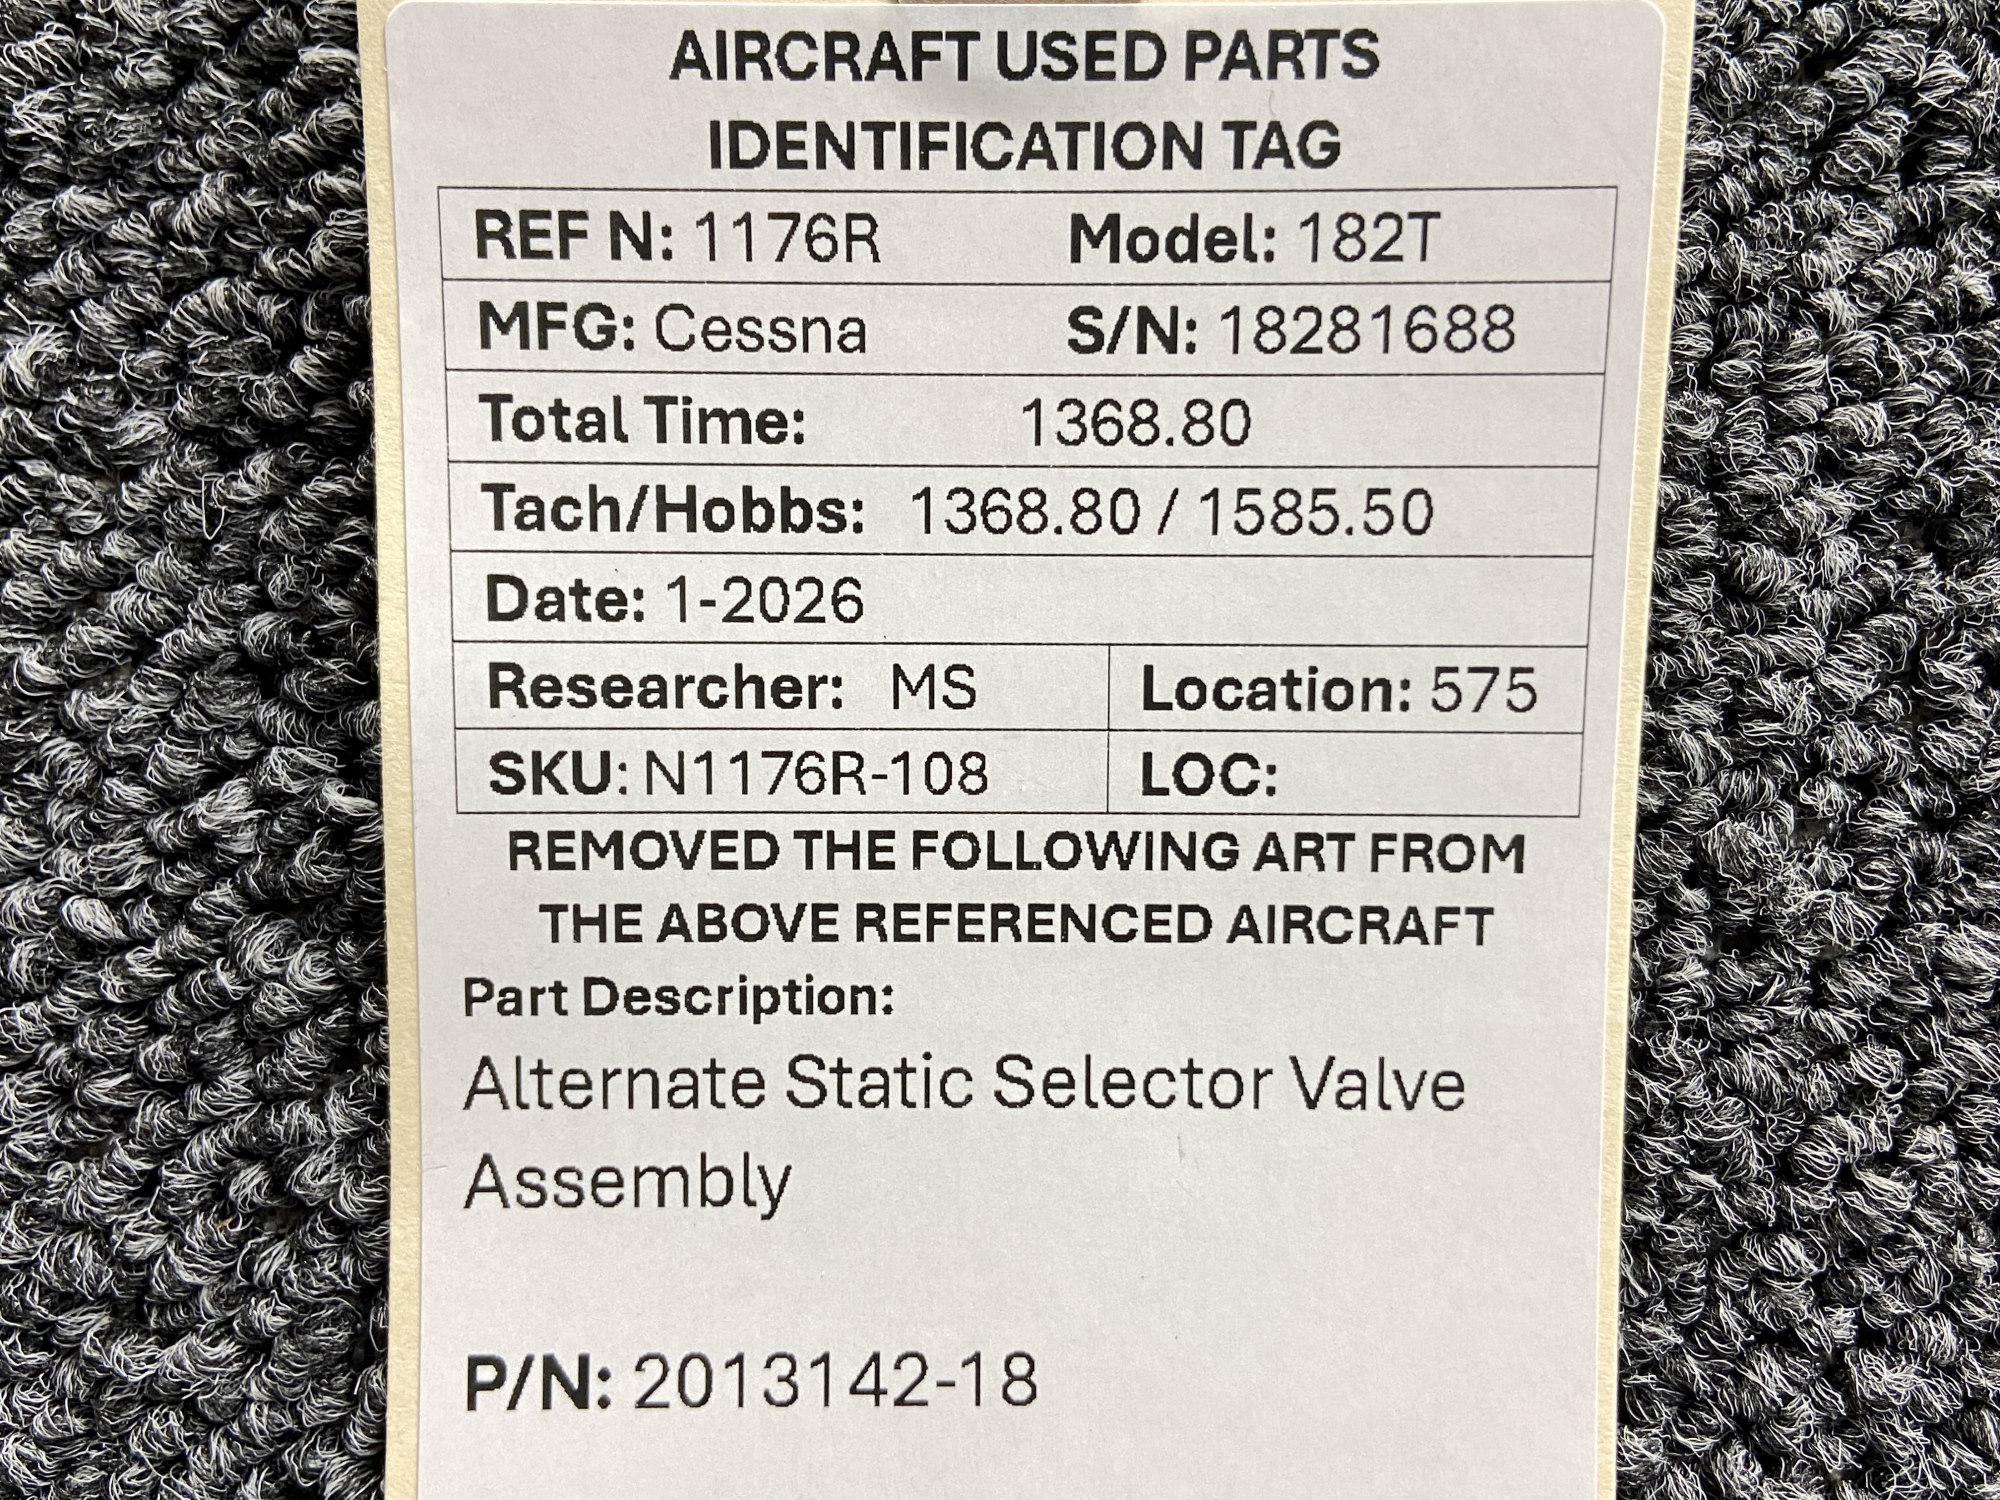 AIRCRAFT USED PARTS
IDENTIFICATION TAG
REF N: 1176R Model: 182T
MFG: Cessna S/N: 18281688
Total Time: 1368.80
Tach/Hobbs: 1368.80 / 1585.50
Date: 1-2026
Researcher: MS Location: 575
SKU: N1176R-108 LOC:
REMOVED THE FOLLOWING ART FROM
THE ABOVE REFERENCED AIRCRAFT
Part Description:
Alternate Static Selector Valve
Assembly
P/N: 2013142-18